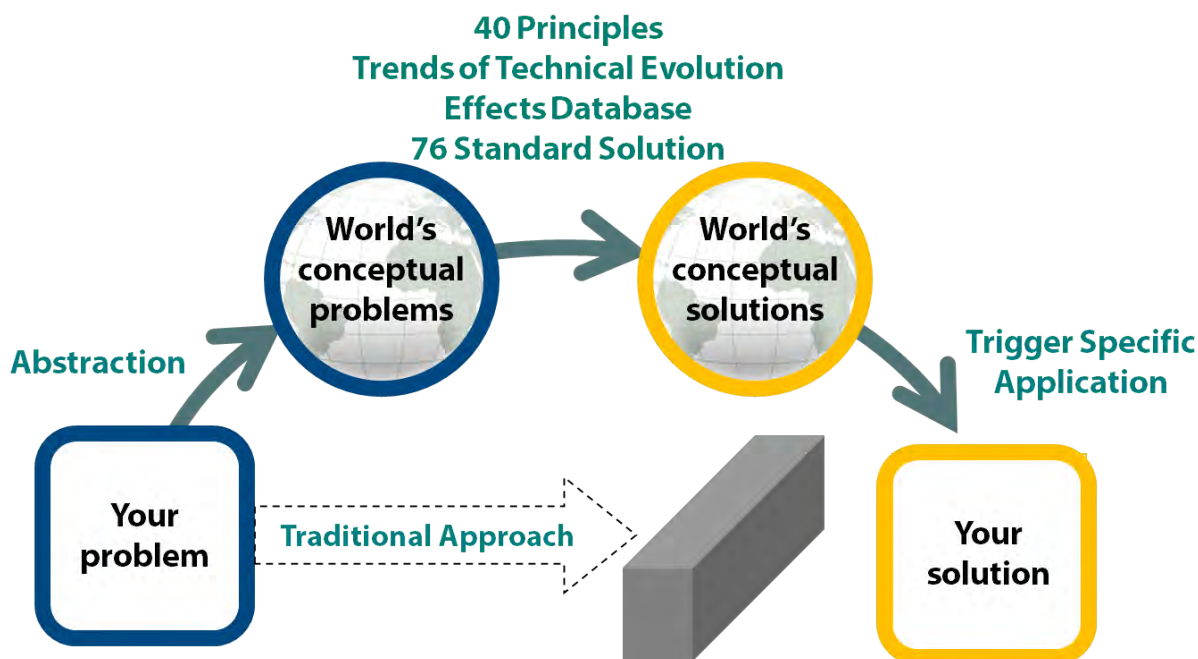 40 Principles
Trends of Technical Evolution
Effects Database
76 Standard Solution
World's
conceptual
problems
World's
conceptual
solutions
Abstraction
Trigger Specific
Application
Your
problem
Traditional Approach
Your
solution